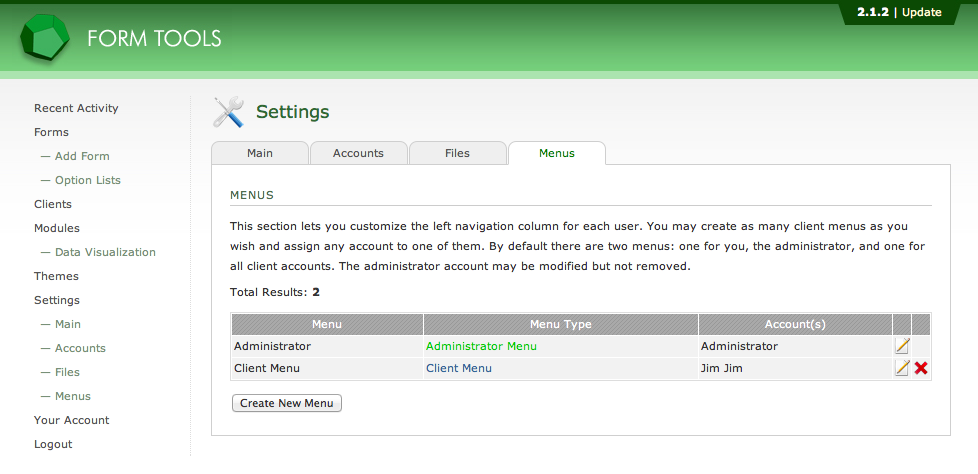 2.1.2 | Update
FORM TOOLS
Recent Activity
Forms
— Add Form
— Option Lists
Clients
Modules
— Data Visualization
Themes
Settings
— Main
— Accounts
— Files
— Menus
Your Account
Logout
Settings
Main Accounts Files Menus
MENUS
This section lets you customize the left navigation column for each user. You may create as many client menus as you
wish and assign any account to one of them. By default there are two menus: one for you, the administrator, and one for
all client accounts. The administrator account may be modified but not removed.
Total Results: 2
Menu Menu Type Account(s)
Administrator Administrator Menu Administrator
Client Menu Client Menu Jim Jim
Create New Menu